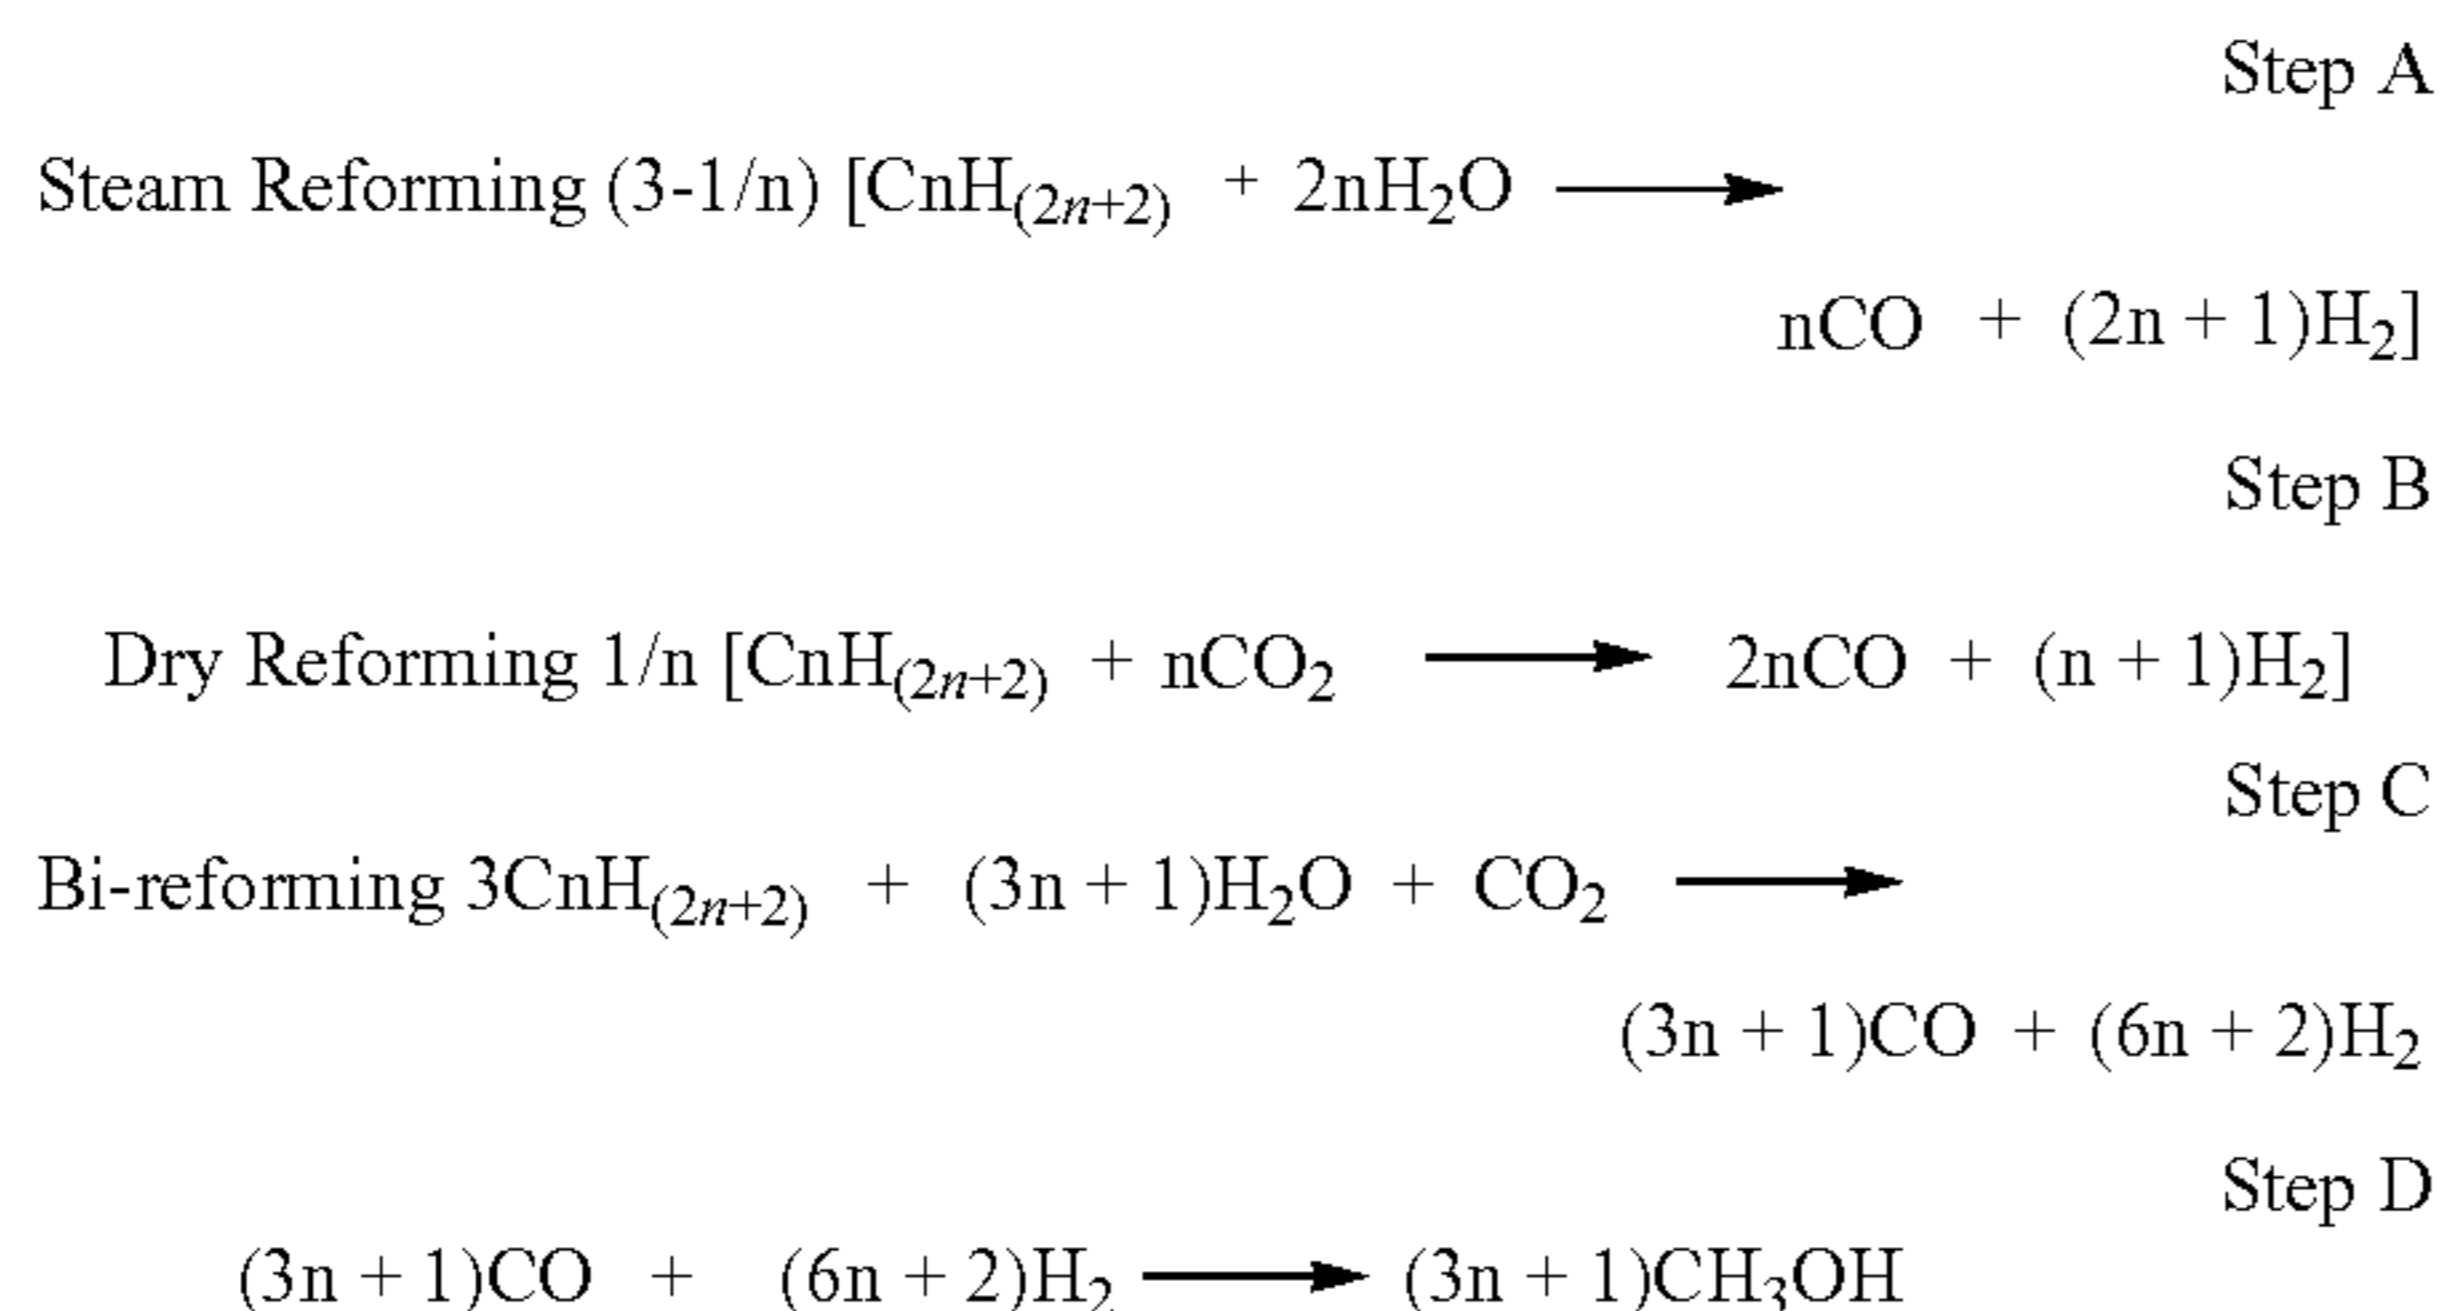 Step A
Steam Reforming (3-1/n) [CnH(2n+2) + 2nH2O ⟶
nCO + (2n + 1)H2]
Step B
Dry Reforming 1/n [CnH(2n+2) + nCO2 ⟶ 2nCO + (n + 1)H2]
Step C
Bi-reforming 3CnH(2n+2) + (3n + 1)H2O + CO2 ⟶
(3n + 1)CO + (6n + 2)H2
Step D
(3n + 1)CO + (6n + 2)H2 ⟶ (3n + 1)CH3OH